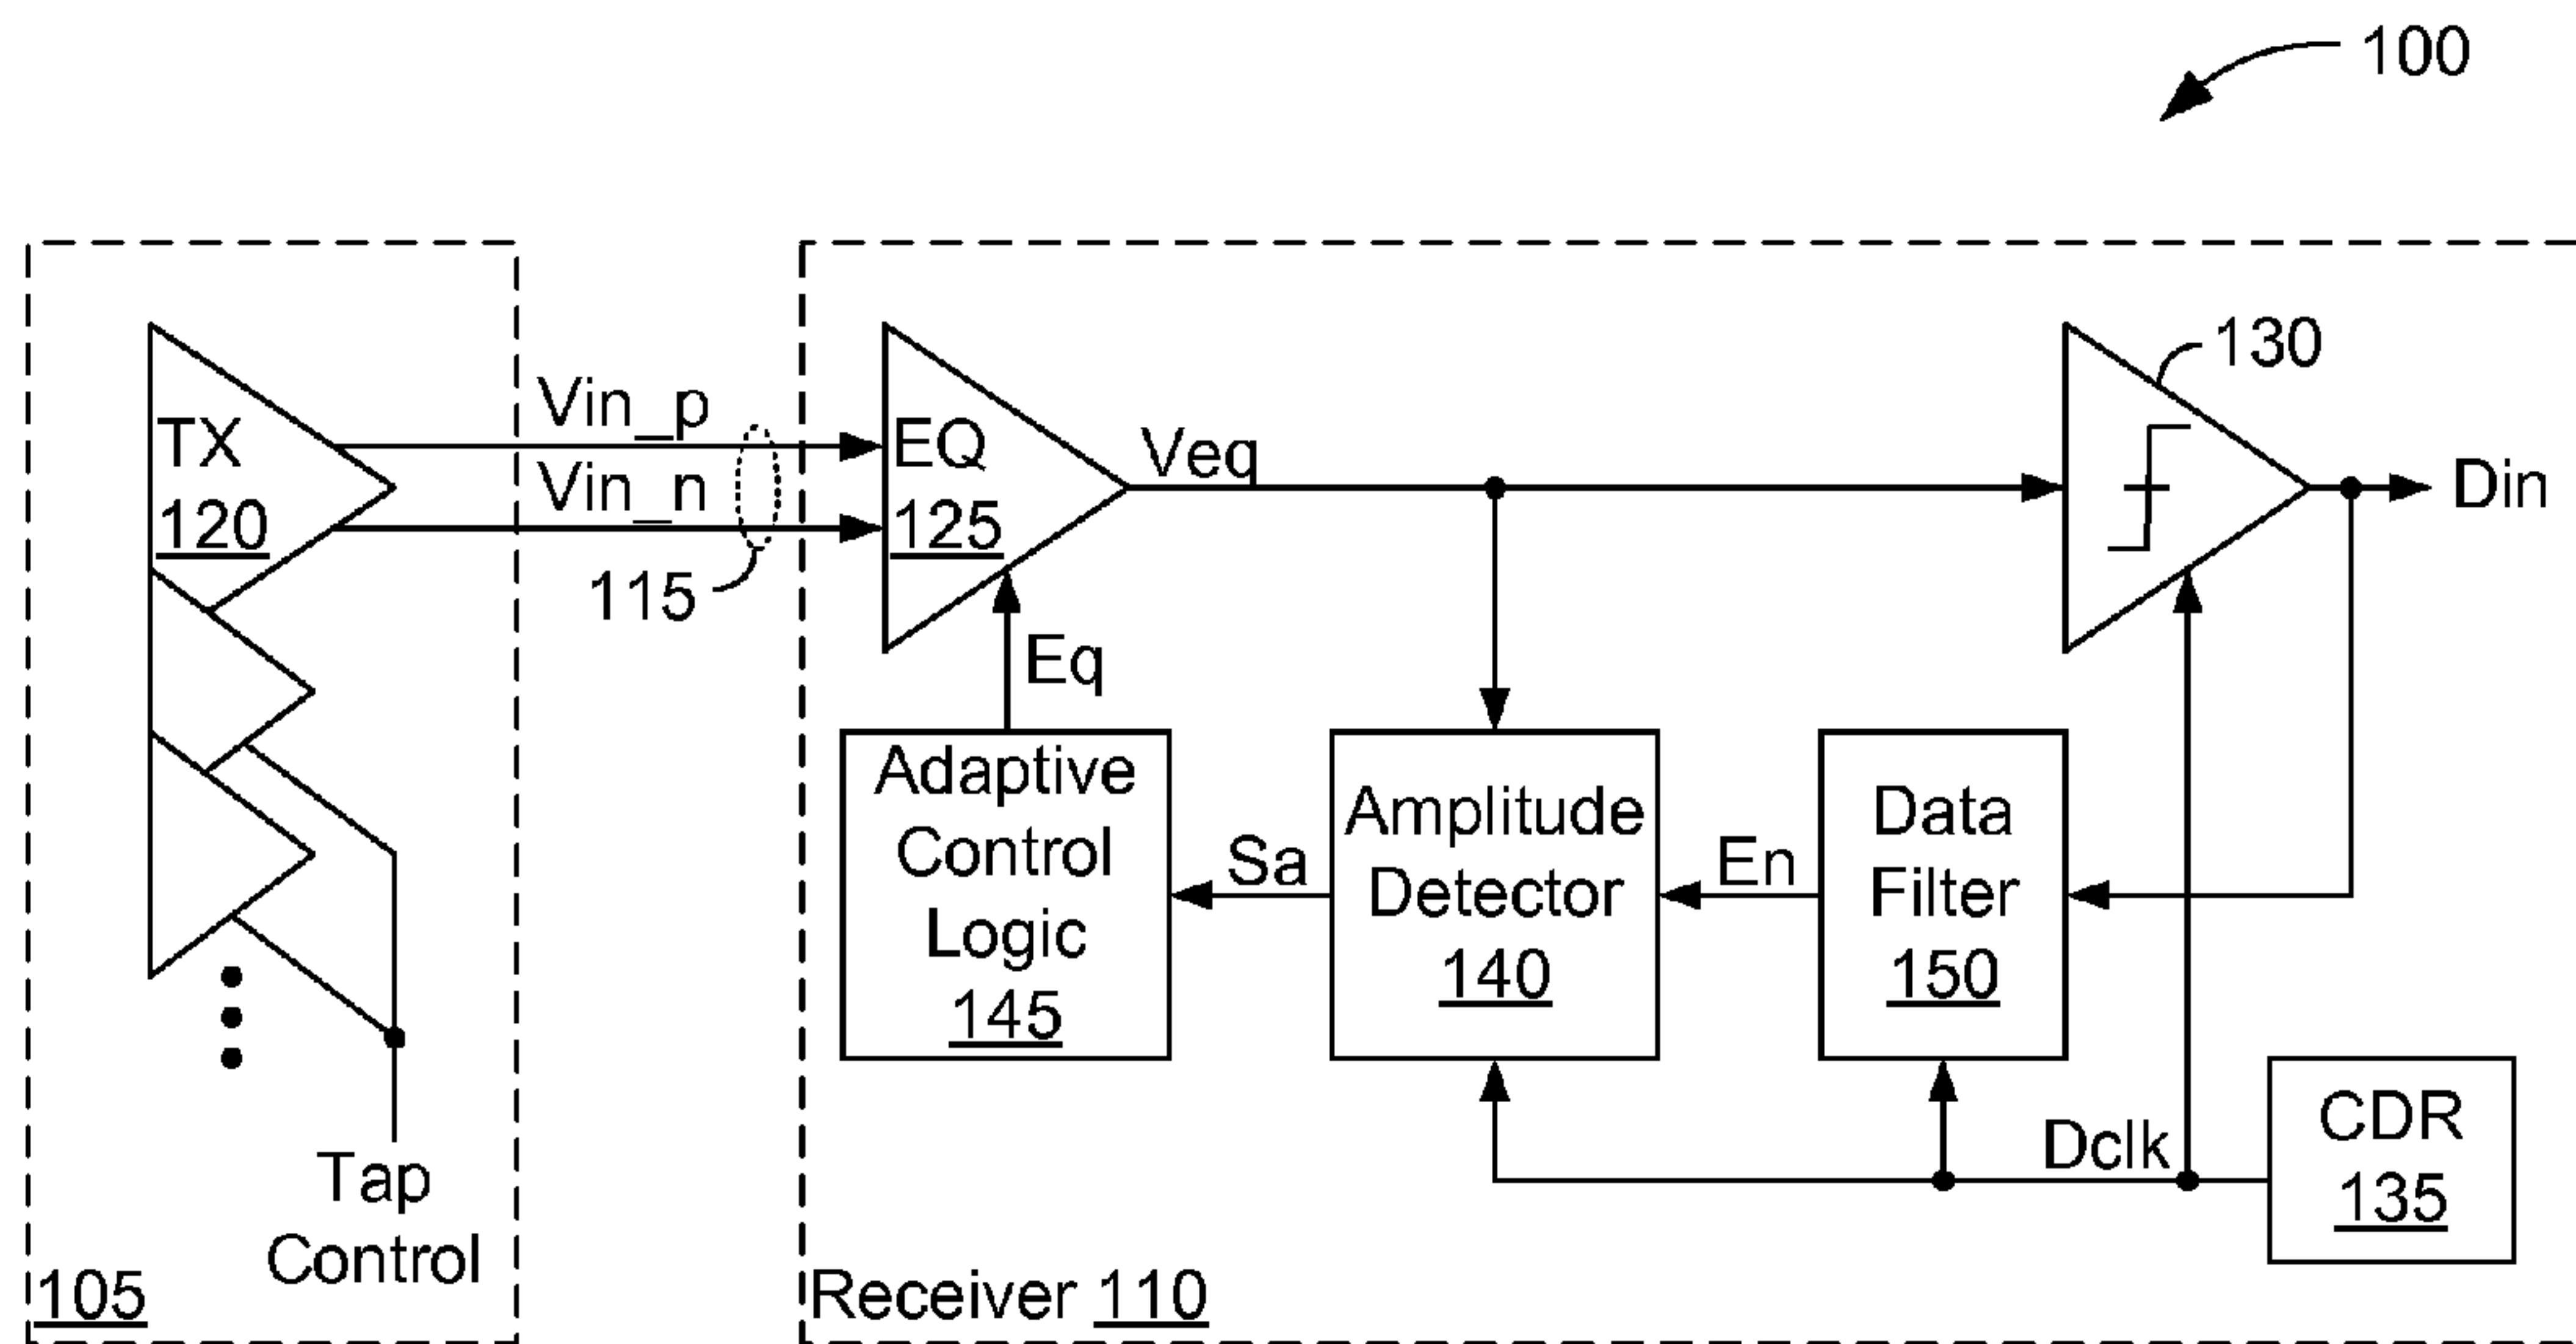 100
TX
120
Vin_p
Vin_n
115
EQ
125
Veq
130
Din
Eq
Adaptive
Control
Logic
145
Sa
Amplitude
Detector
140
En
Data
Filter
150
Dclk
CDR
135
Tap
Control
105
Receiver 110